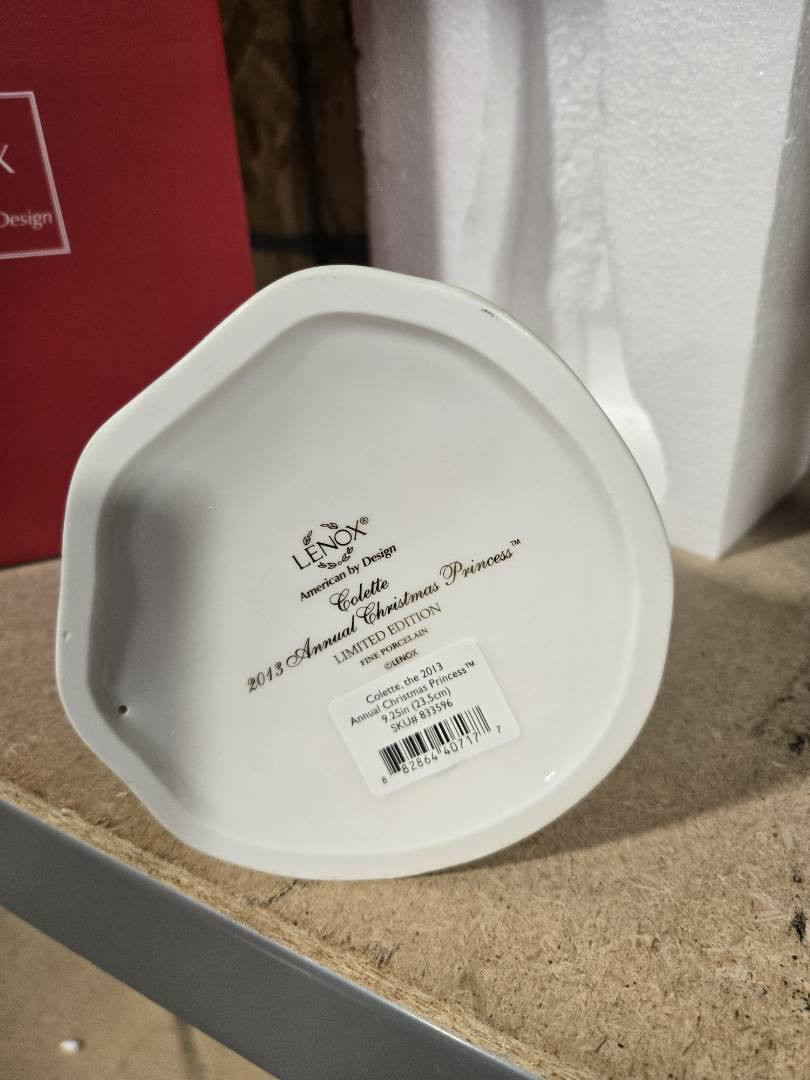 X
Design
LENOX®
American by Design
Colette
2013 Annual Christmas Princess™
LIMITED EDITION
FINE PORCELAIN
©LENOX
Colette, the 2013
Annual Christmas Princess™
9.25in (23.5cm)
SKU# 833596
8 82864 40717 7